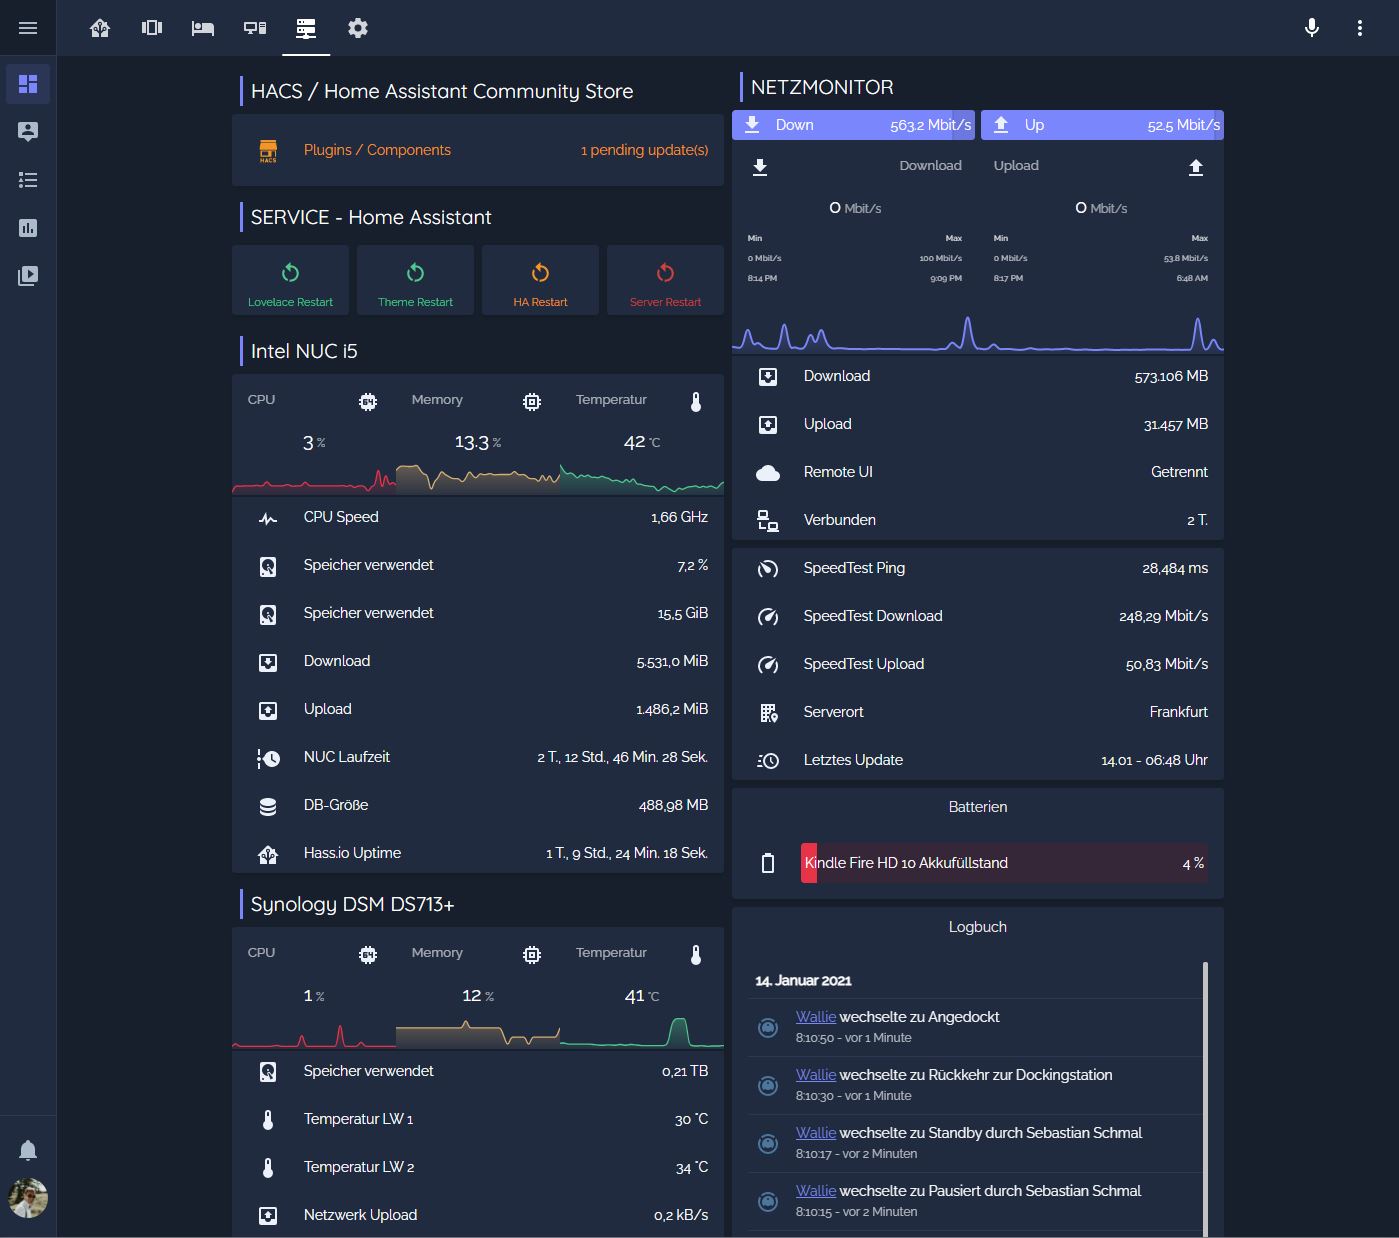 HACS / Home Assistant Community Store
HACS
Plugins / Components 1 pending update(s)
SERVICE - Home Assistant
Lovelace Restart Theme Restart HA Restart Server Restart
Intel NUC i5
CPU 64 Memory Temperatur
3 % 13.3 % 42 °C
CPU Speed 1,66 GHz
Speicher verwendet 7,2 %
Speicher verwendet 15,5 GiB
Download 5.531,0 MiB
Upload 1.486,2 MiB
NUC Laufzeit 2 T., 12 Std., 46 Min. 28 Sek.
DB-Größe 488,98 MB
Hass.io Uptime 1 T., 9 Std., 24 Min. 18 Sek.
Synology DSM DS713+
CPU 64 Memory Temperatur
1 % 12 % 41 °C
Speicher verwendet 0,21 TB
Temperatur LW 1 30 °C
Temperatur LW 2 34 °C
Netzwerk Upload 0,2 kB/s
NETZMONITOR
Down 563.2 Mbit/s Up 52.5 Mbit/s
Download Upload
0 Mbit/s 0 Mbit/s
Min Max Min Max
0 Mbit/s 100 Mbit/s 0 Mbit/s 53.8 Mbit/s
8:14 PM 9:09 PM 8:17 PM 6:48 AM
Download 573.106 MB
Upload 31.457 MB
Remote UI Getrennt
Verbunden 2 T.
SpeedTest Ping 28,484 ms
SpeedTest Download 248,29 Mbit/s
SpeedTest Upload 50,83 Mbit/s
Serverort Frankfurt
Letztes Update 14.01 - 06:48 Uhr
Batterien
Kindle Fire HD 10 Akkufüllstand 4 %
Logbuch
14. Januar 2021
Wallie wechselte zu Angedockt
8:10:50 - vor 1 Minute
Wallie wechselte zu Rückkehr zur Dockingstation
8:10:30 - vor 1 Minute
Wallie wechselte zu Standby durch Sebastian Schmal
8:10:17 - vor 2 Minuten
Wallie wechselte zu Pausiert durch Sebastian Schmal
8:10:15 - vor 2 Minuten